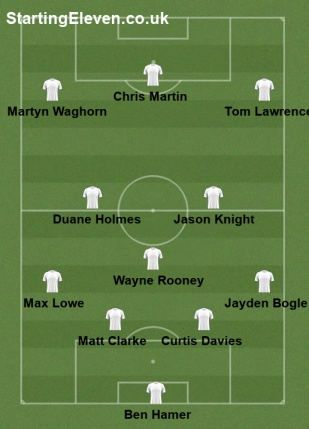 StartingEleven.co.uk
Chris Martin
Martyn Waghorn
Tom Lawrence
Duane Holmes
Jason Knight
Wayne Rooney
Max Lowe
Jayden Bogle
Matt Clarke
Curtis Davies
Ben Hamer